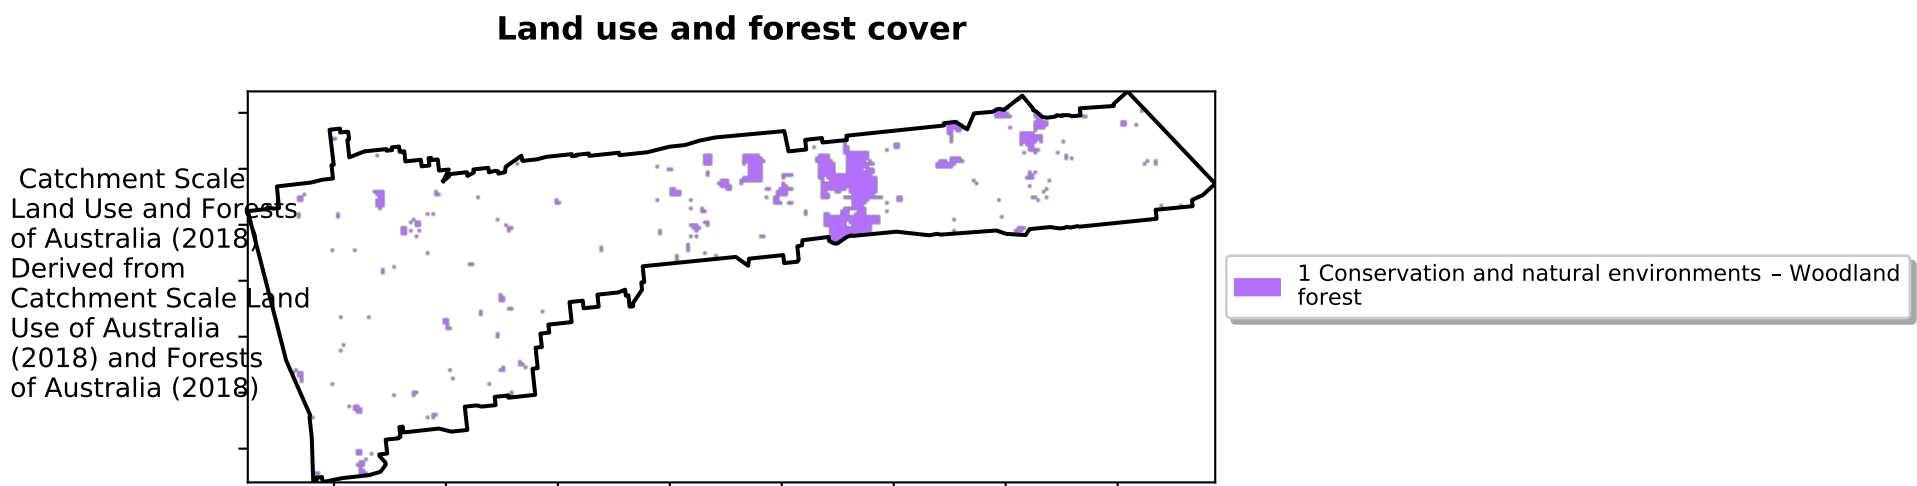 Land use and forest cover
Catchment Scale
Land Use and Forests
of Australia (2018)
Derived from
Catchment Scale Land
Use of Australia
(2018) and Forests
of Australia (2018)
1 Conservation and natural environments – Woodland
forest